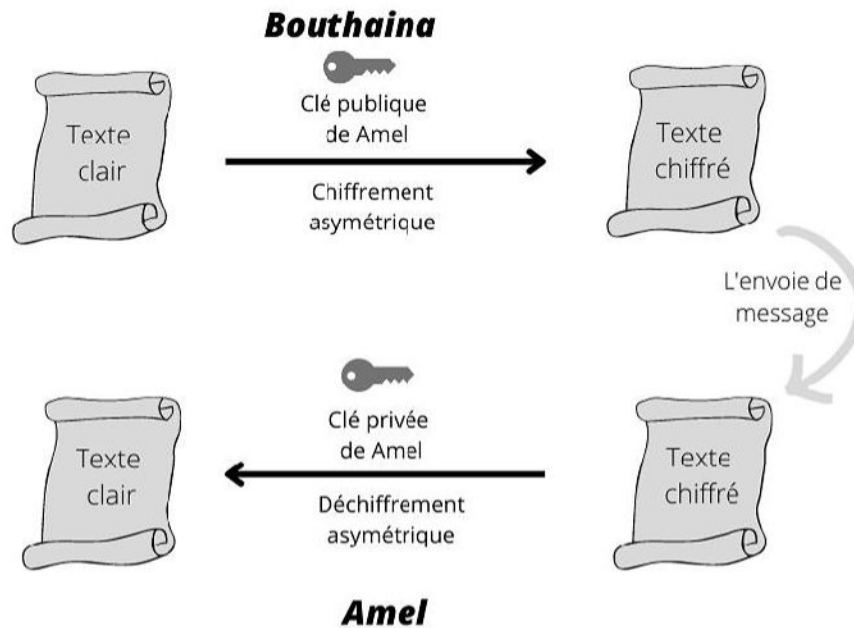 Bouthaina
Clé publique
de Amel
Texte
clair
Texte
chiffré
Chiffrement
asymétrique
L'envoie de
message
Clé privée
de Amel
Texte
clair
Texte
chiffré
Déchiffrement
asymétrique
Amel